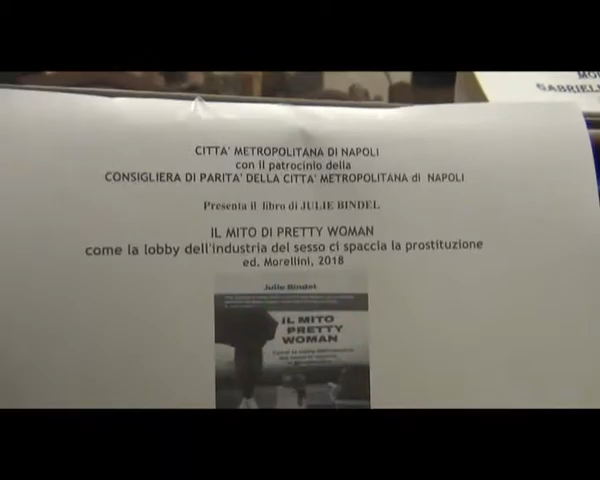 GABRIEL
CITTA' METROPOLITANA DI NAPOLI
con il patrocinio della
CONSIGLIERA DI PARITA' DELLA CITTA' METROPOLITANA di NAPOLI
Presenta il libro di JULIE BINDEL
IL MITO DI PRETTY WOMAN
come la lobby dell'industria del sesso ci spaccia la prostituzione
ed. Morellini, 2018
Julie Bindel
IL MITO
PRETTY
WOMAN